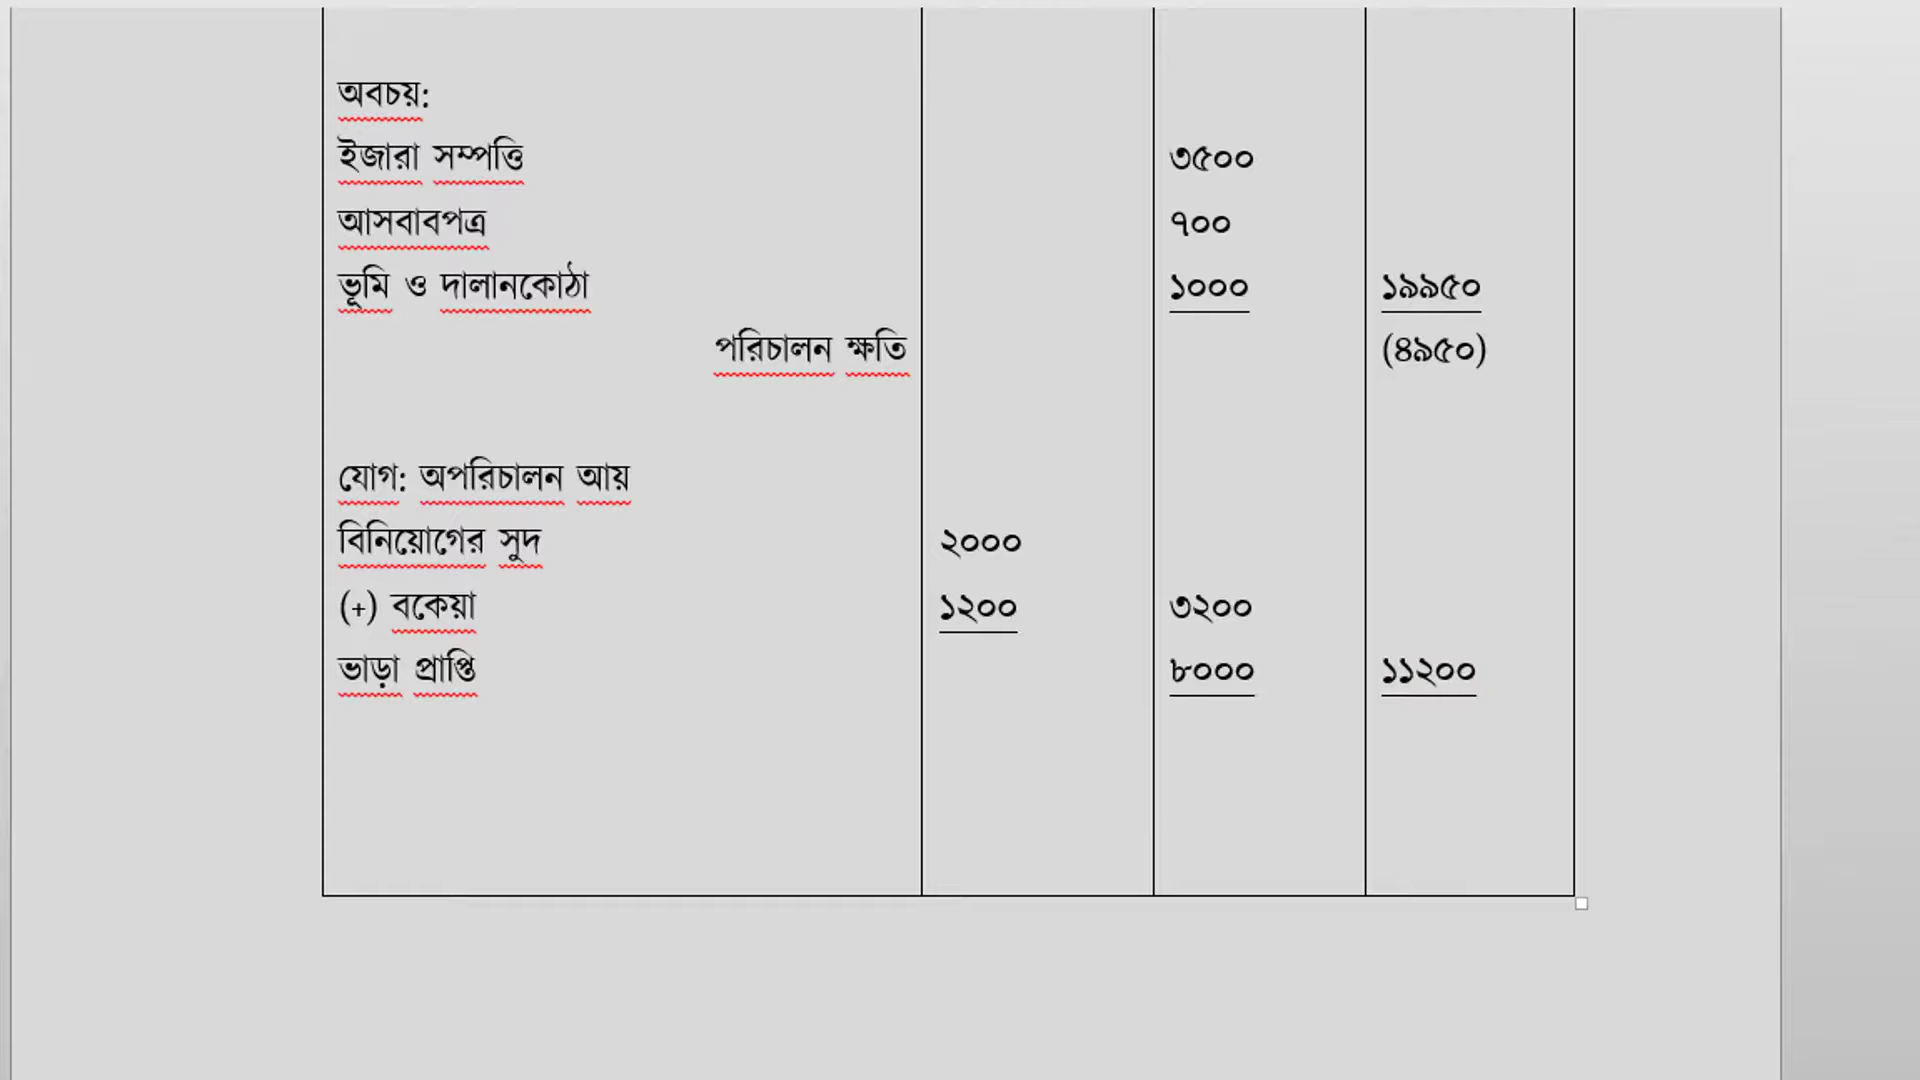 অবচয়:
ইজারা সম্পত্তি ৩৫০০
আসবাবপত্র ৭০০
ভূমি ও দালানকোঠা ১০০০ ১৯৯৫০
পরিচালন ক্ষতি (৪৯৫০)
যোগ: অপরিচালন আয়
বিনিয়োগের সুদ ২০০০
(+) বকেয়া ১২০০ ৩২০০
ভাড়া প্রাপ্তি ৮০০০ ১১২০০